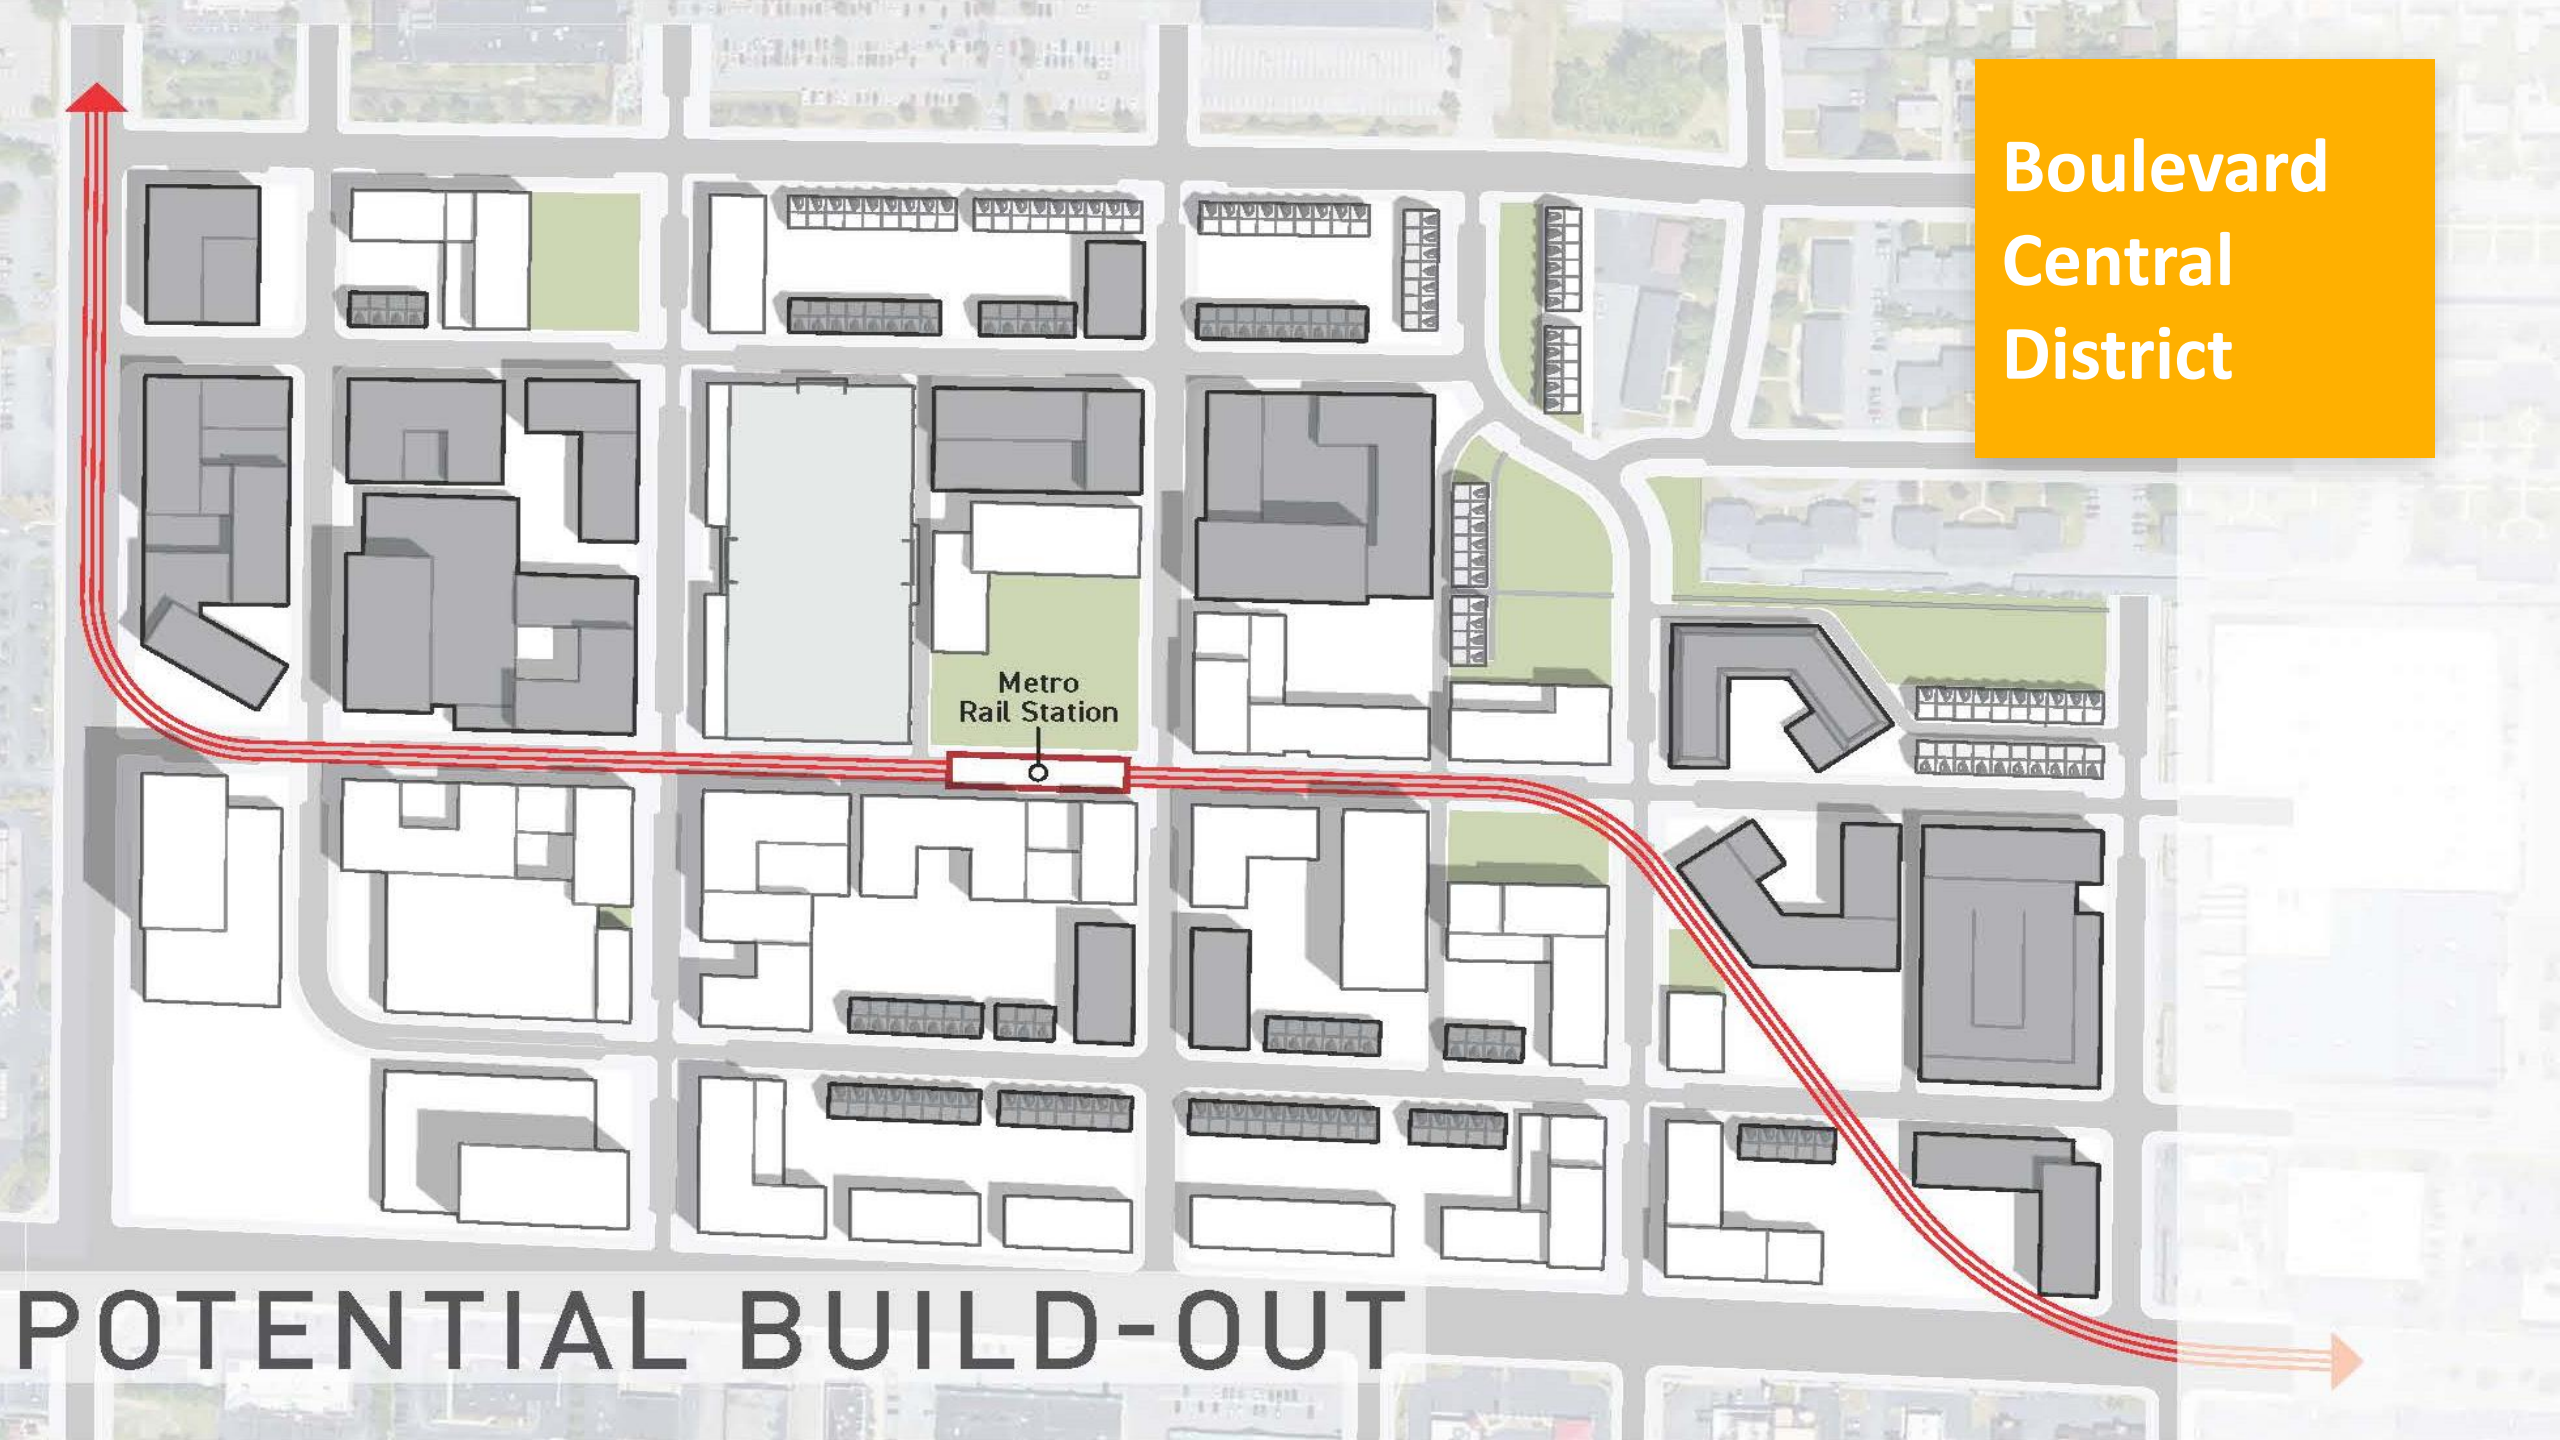 Boulevard
Central
District
Metro
Rail Station
POTENTIAL BUILD-OUT